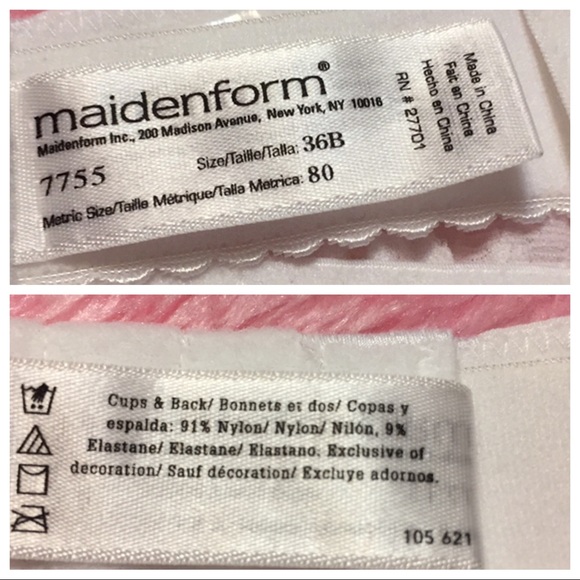 maidenform®
Maidenform Inc., 200 Madison Avenue, New York, NY 10016
7755 Size/Taille/Talla: 36B
Metric Size/Taille Métrique/Talla Metrica: 80
RN # 27701
Hecho en China
Fait en Chine
Made in China
Cups & Back/ Bonnets et dos/ Copas y
espalda: 91% Nylon/ Nylon/ Nilón, 9%
Elastane/ Elastane/ Elastano. Exclusive of
decoration/ Sauf décoration/ Excluye adornos.
105 621